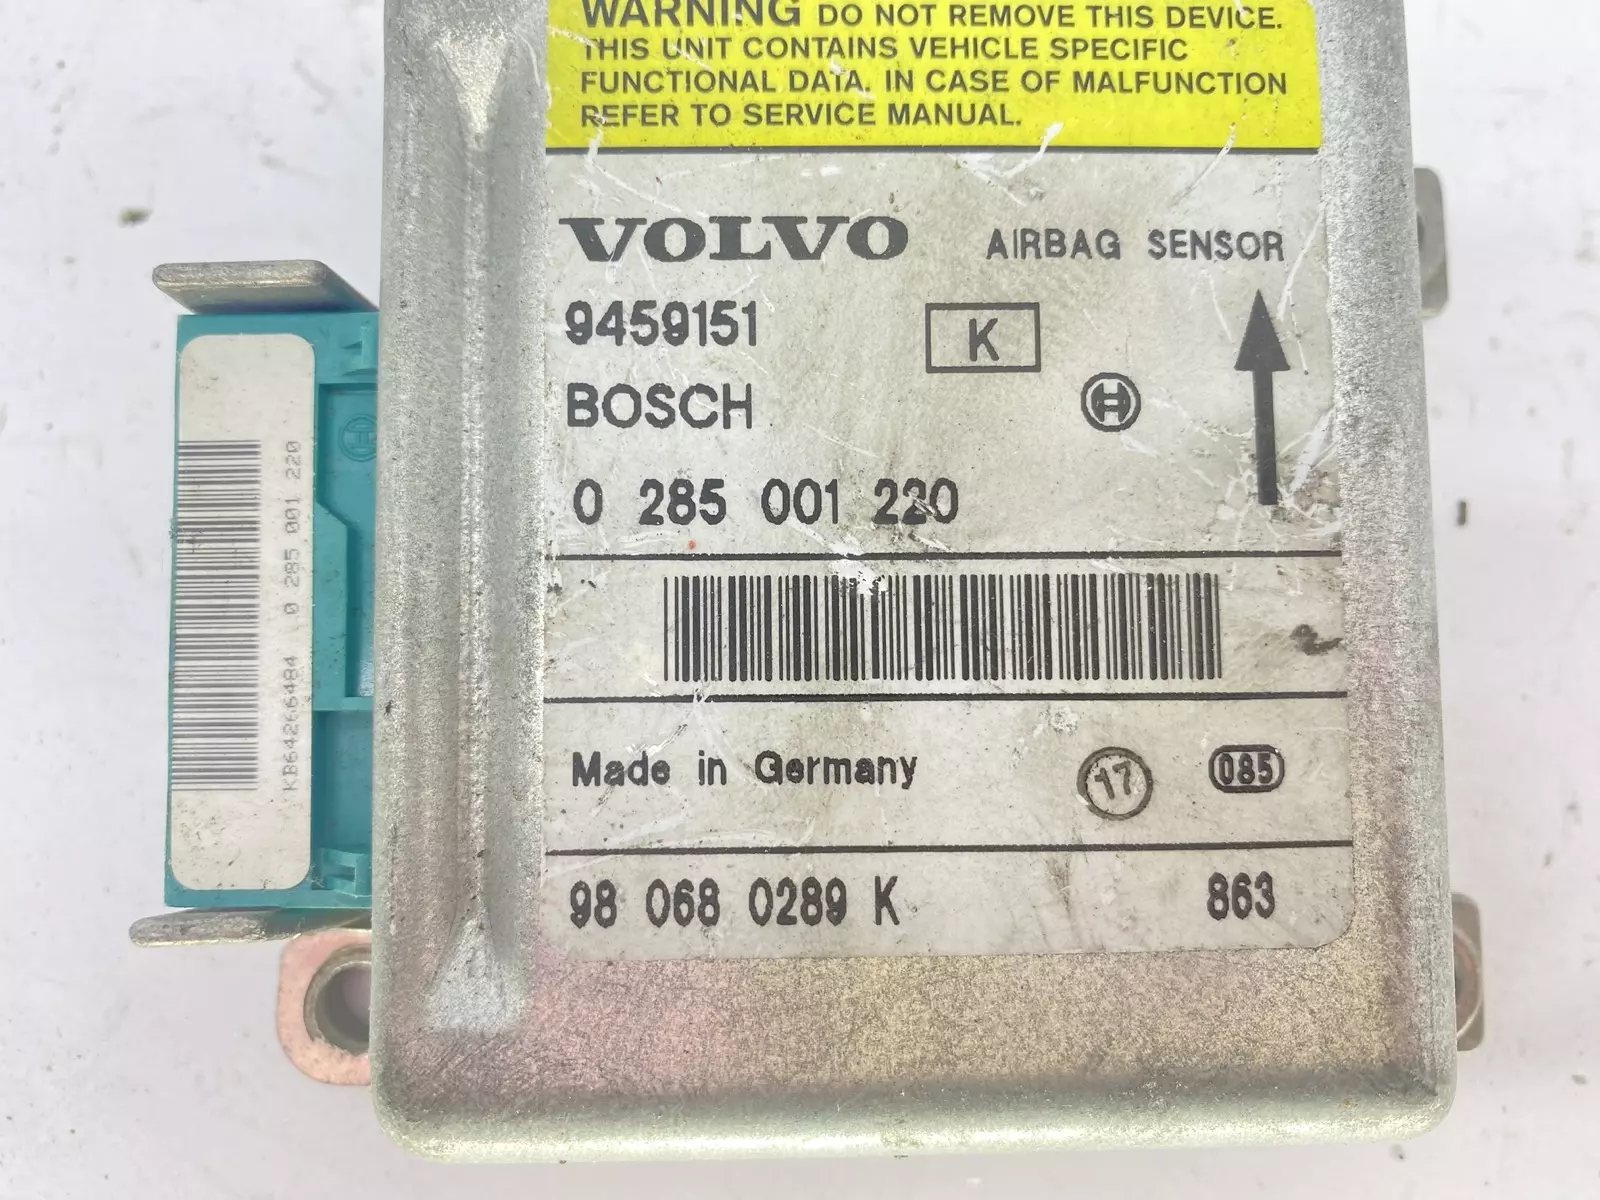 WARNING DO NOT REMOVE THIS DEVICE.
THIS UNIT CONTAINS VEHICLE SPECIFIC
FUNCTIONAL DATA. IN CASE OF MALFUNCTION
REFER TO SERVICE MANUAL.
VOLVO AIRBAG SENSOR
9459151 K
BOSCH
0 285 001 220
Made in Germany 17 085
98 068 0289 K 863
KB64266484 0 285 001 220